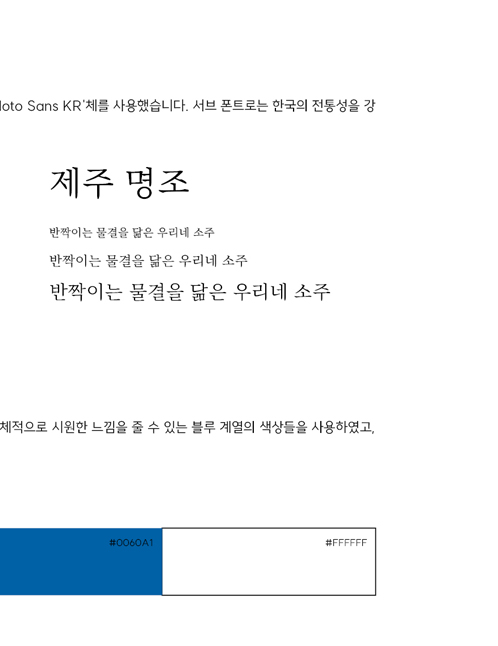 Noto Sans KR'체를 사용했습니다. 서브 폰트로는 한국의 전통성을 강
제주 명조
반짝이는 물결을 닮은 우리네 소주
반짝이는 물결을 닮은 우리네 소주
반짝이는 물결을 닮은 우리네 소주
체적으로 시원한 느낌을 줄 수 있는 블루 계열의 색상들을 사용하였고,
#0060A1
#FFFFFF